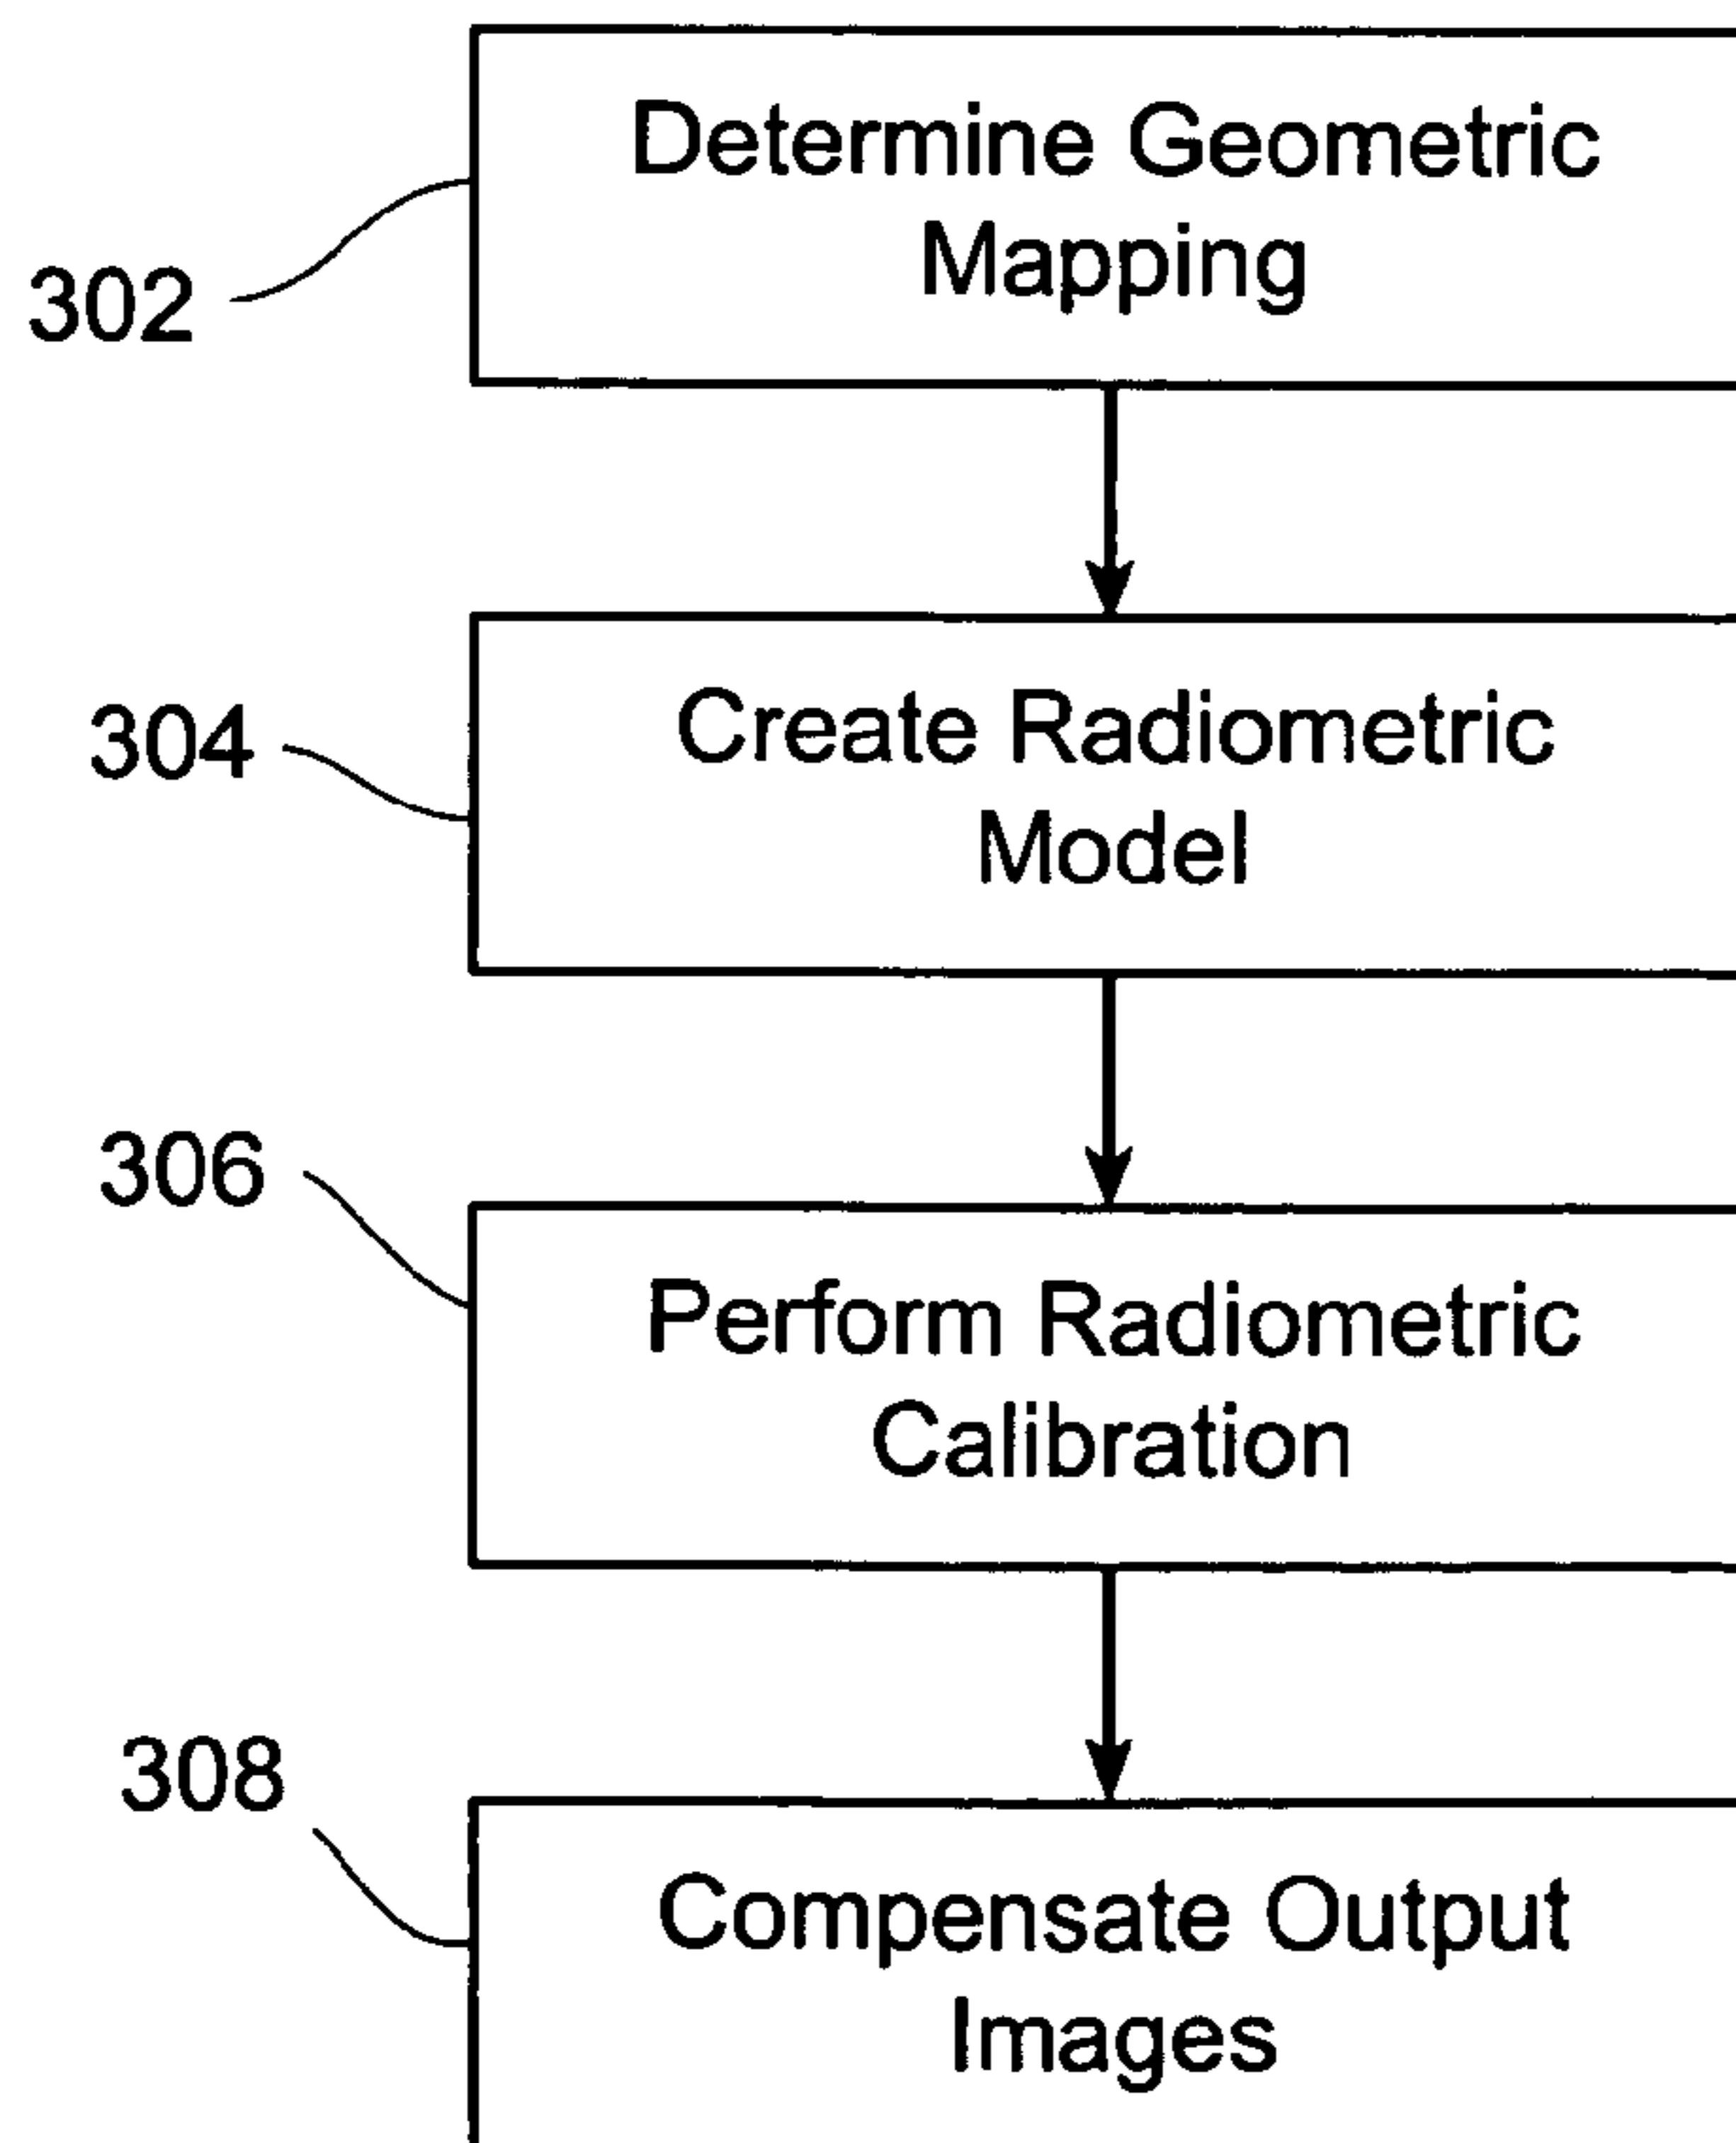 Determine Geometric
Mapping
302
304
Create Radiometric
Model
306
Perform Radiometric
Calibration
308
Compensate Output
Images